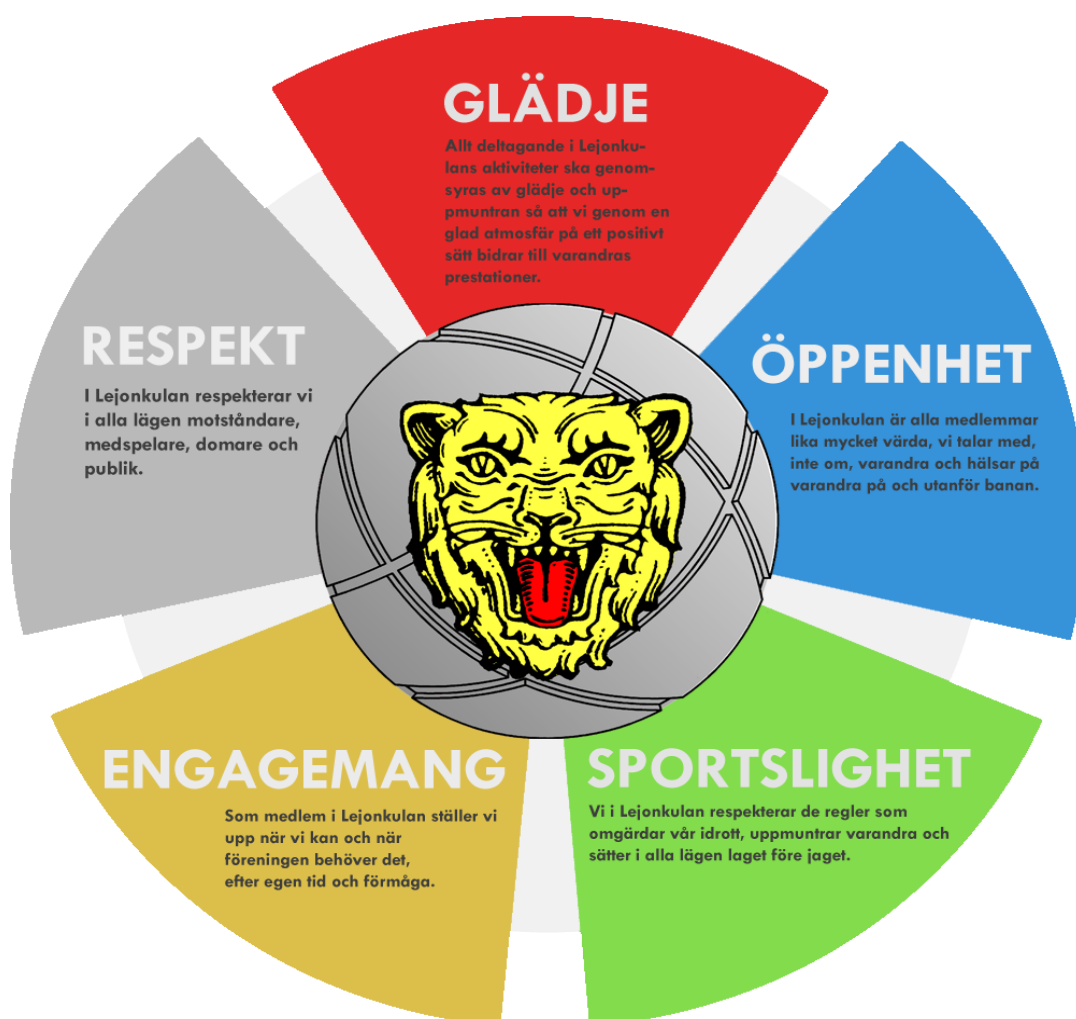 GLÄDJE
Allt deltagande i Lejonku-
lans aktiviteter ska genom-
syras av glädje och up-
pmuntran så att vi genom en
glad atmosfär på ett positivt
sätt bidrar till varandras
prestationer.
ÖPPENHET
I Lejonkulan är alla medlemmar
lika mycket värda, vi talar med,
inte om, varandra och hälsar på
varandra på och utanför banan.
SPORTSLIGHET
Vi i Lejonkulan respekterar de regler som
omgärdar vår idrott, uppmuntrar varandra och
sätter i alla lägen laget före jaget.
ENGAGEMANG
Som medlem i Lejonkulan ställer vi
upp när vi kan och när
föreningen behöver det,
efter egen tid och förmåga.
RESPEKT
I Lejonkulan respekterar vi
i alla lägen motståndare,
medspelare, domare och
publik.